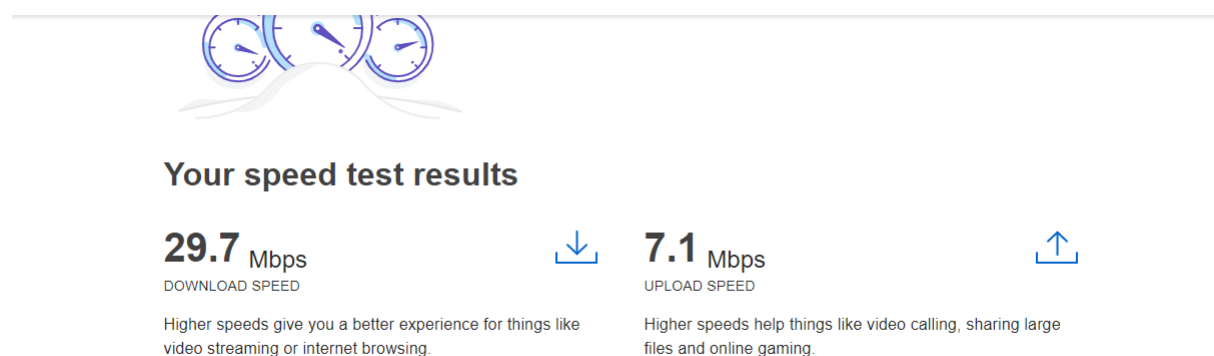 Your speed test results
29.7 Mbps
DOWNLOAD SPEED
Higher speeds give you a better experience for things like
video streaming or internet browsing.
7.1 Mbps
UPLOAD SPEED
Higher speeds help things like video calling, sharing large
files and online gaming.